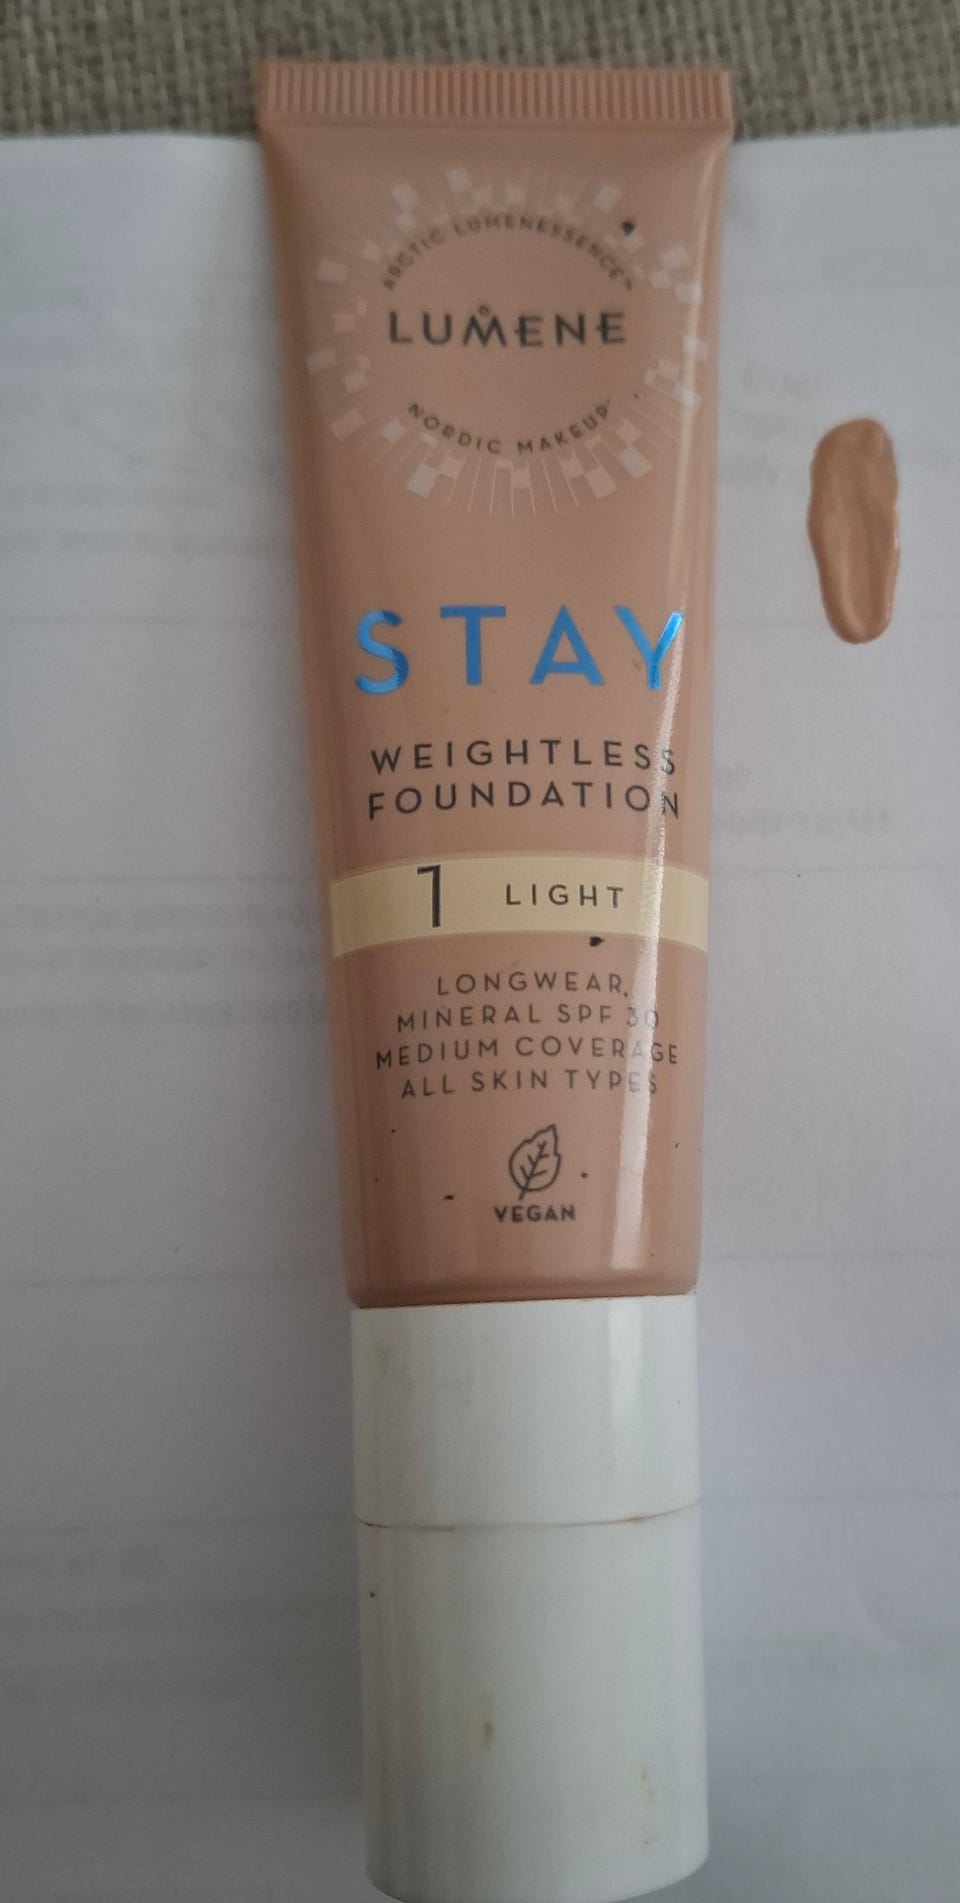 ARCTIC LUMENESSENCE™
LUMENE
NORDIC MAKEUP
STAY
WEIGHTLESS
FOUNDATION
1 LIGHT
LONGWEAR,
MINERAL SPF 30
MEDIUM COVERAGE
ALL SKIN TYPES
VEGAN